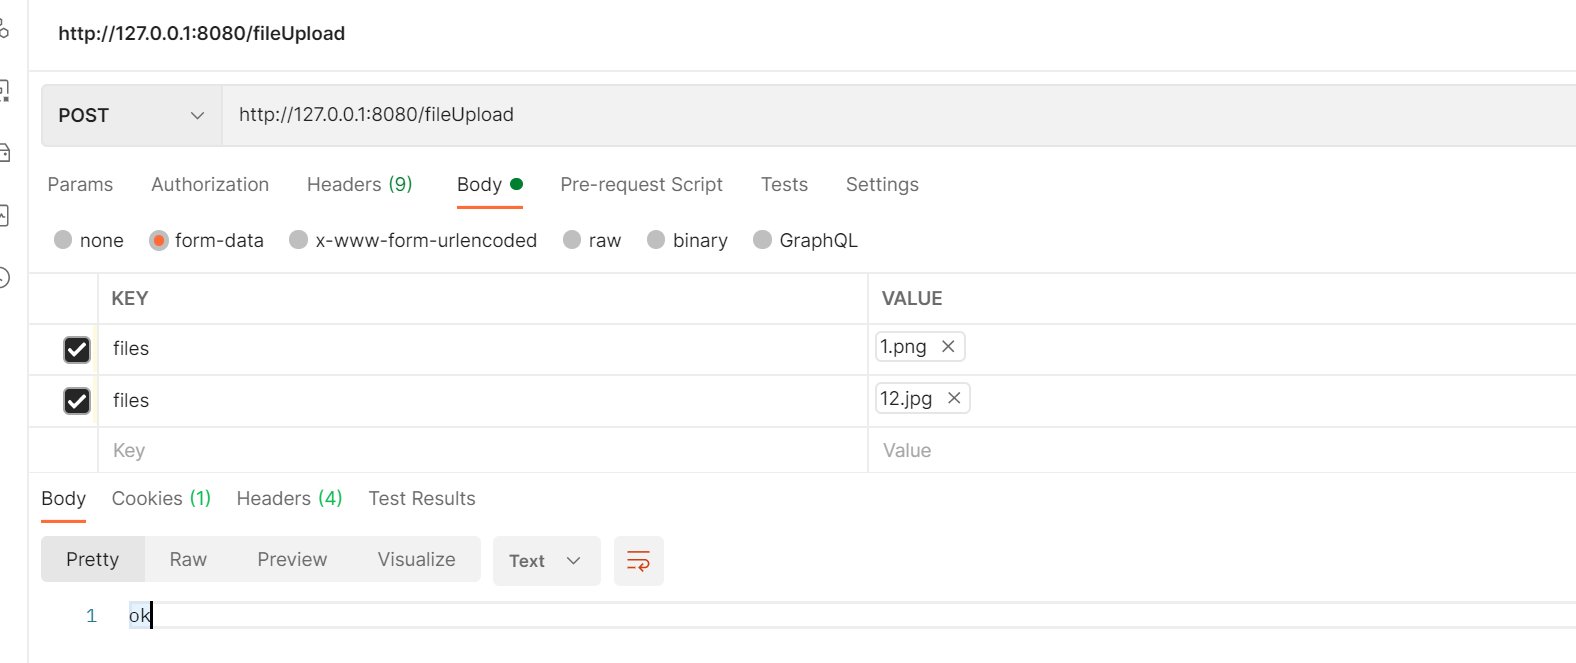 http://127.0.0.1:8080/fileUpload
POST http://127.0.0.1:8080/fileUpload
Params Authorization Headers (9) Body Pre-request Script Tests Settings
none form-data x-www-form-urlencoded raw binary GraphQL
KEY VALUE
files 1.png
files 12.jpg
Key Value
Body Cookies (1) Headers (4) Test Results
Pretty Raw Preview Visualize Text
1 ok